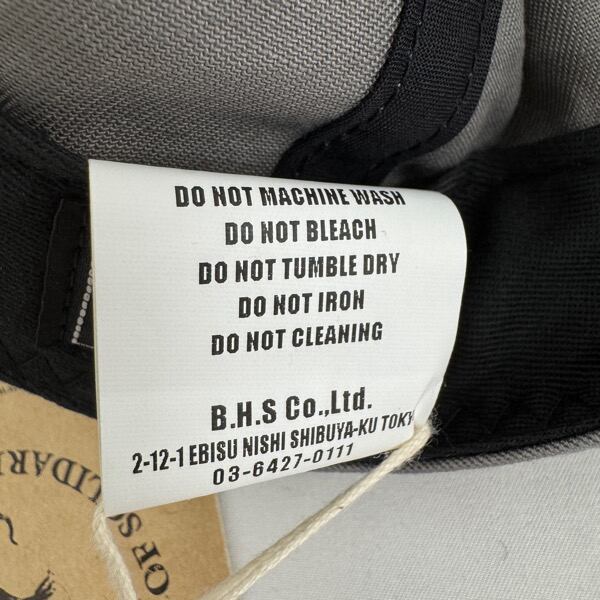 DO NOT MACHINE WASH
DO NOT BLEACH
DO NOT TUMBLE DRY
DO NOT IRON
DO NOT CLEANING
B.H.S Co.,Ltd.
2-12-1 EBISU NISHI SHIBUYA-KU TOKY
03-6427-0111
OF